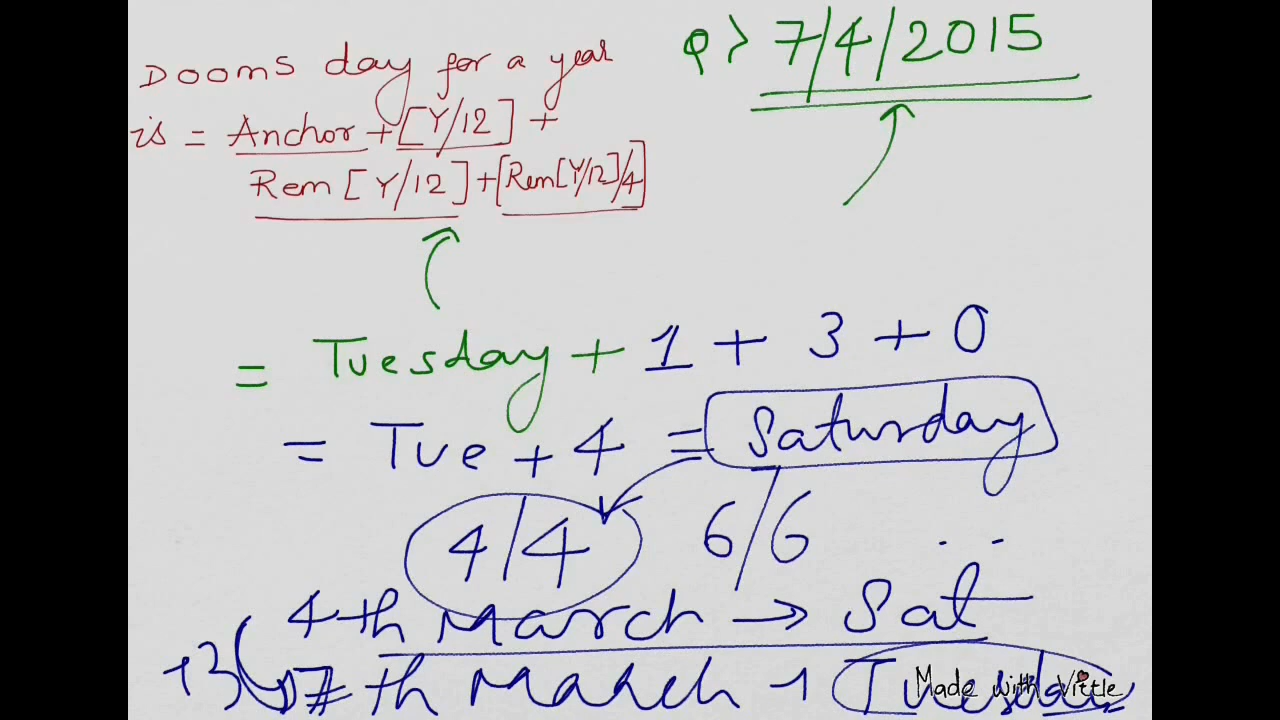 Dooms day for a year
is = Anchor + [Y/12] +
Rem [Y/12] + [Rem[Y/12]/4]
Q> 7/4/2015
= Tuesday + 1 + 3 + 0
= Tue + 4 = Saturday
4/4 6/6 ..
4th March → Sat
+3 7th March → Tuesday
Made with Vittle